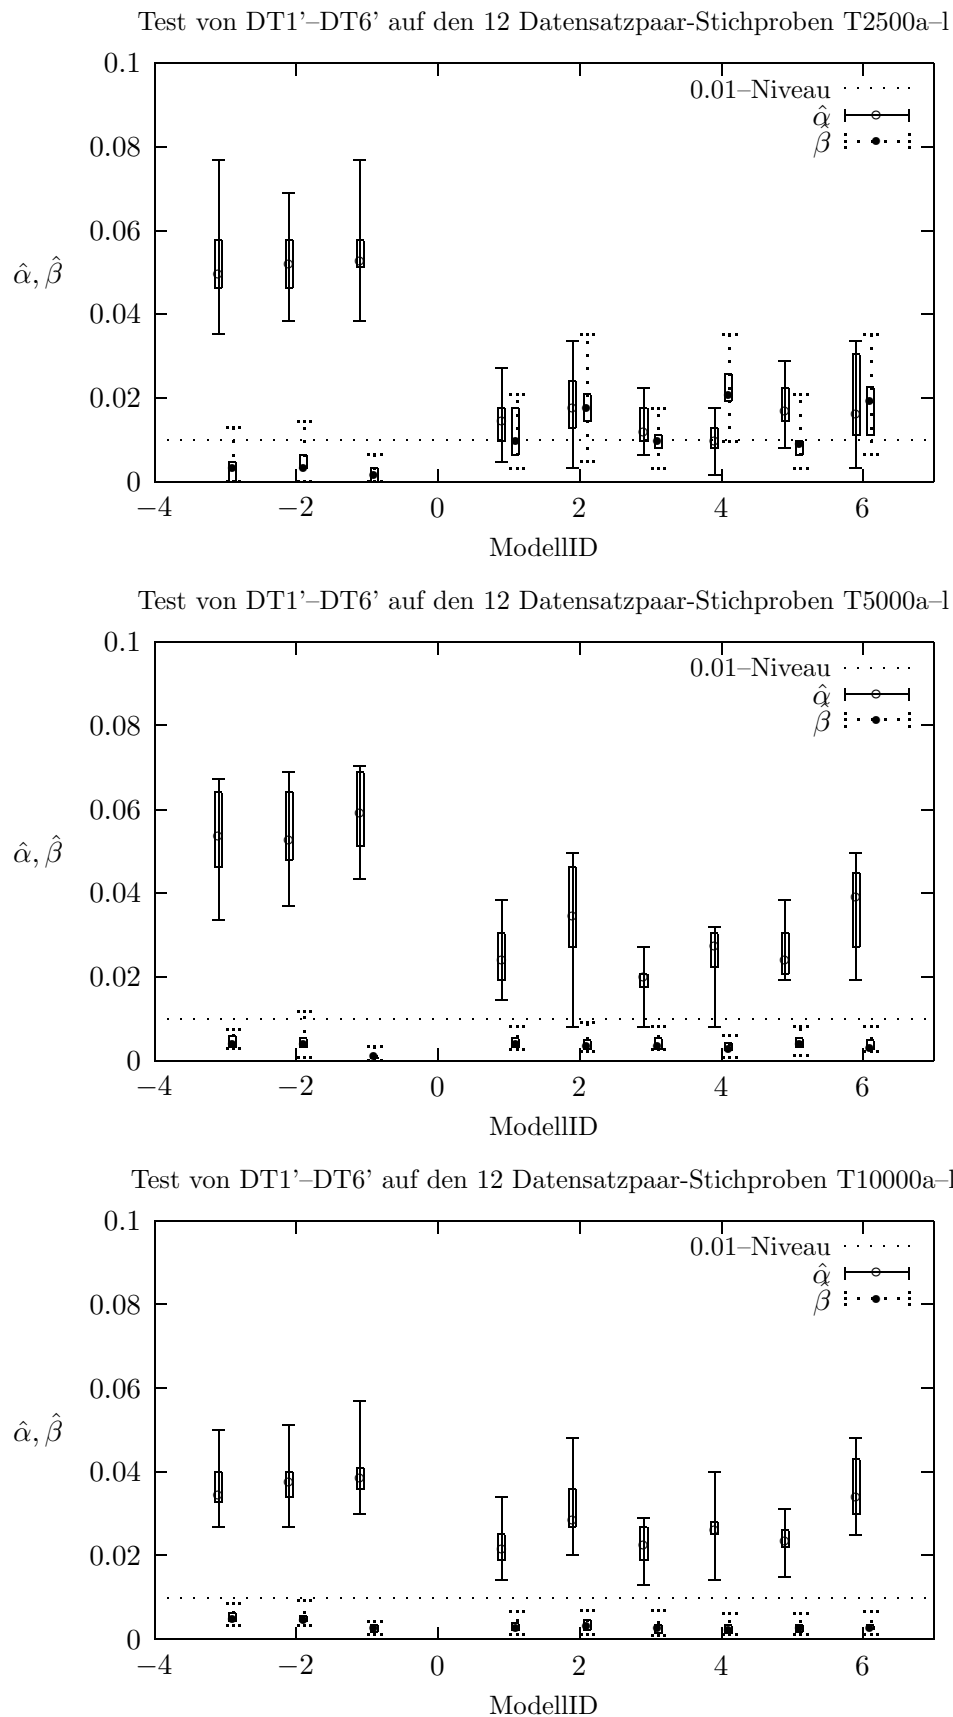 Test von DT1'–DT6' auf den 12 Datensatzpaar-Stichproben T2500a–l
0.1
0.01–Niveau
α̂
β̂
0.08
0.06
α̂, β̂
0.04
0.02
0
−4 −2 0 2 4 6
ModellID
Test von DT1'–DT6' auf den 12 Datensatzpaar-Stichproben T5000a–l
0.1
0.01–Niveau
α̂
β̂
0.08
0.06
α̂, β̂
0.04
0.02
0
−4 −2 0 2 4 6
ModellID
Test von DT1'–DT6' auf den 12 Datensatzpaar-Stichproben T10000a–l
0.1
0.01–Niveau
α̂
β̂
0.08
0.06
α̂, β̂
0.04
0.02
0
−4 −2 0 2 4 6
ModellID